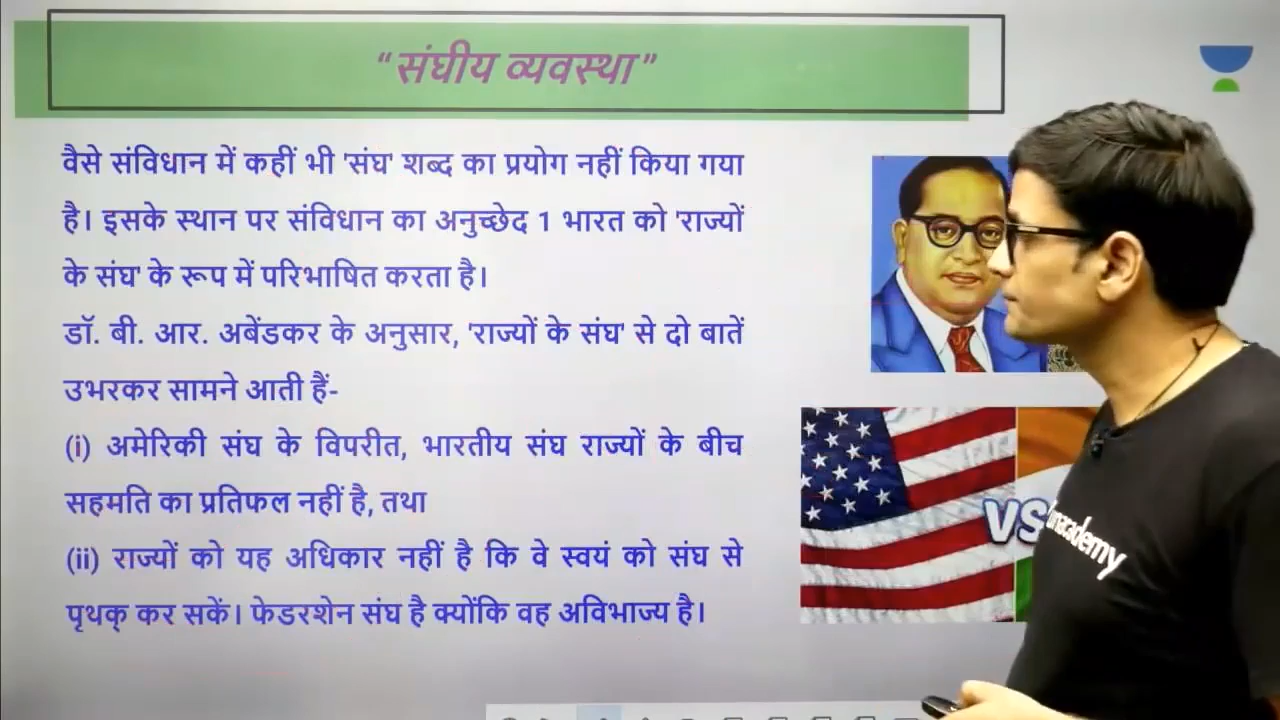 “संघीय व्यवस्था”
वैसे संविधान में कहीं भी 'संघ' शब्द का प्रयोग नहीं किया गया
है। इसके स्थान पर संविधान का अनुच्छेद 1 भारत को 'राज्यों
के संघ' के रूप में परिभाषित करता है।
डॉ. बी. आर. अबेंडकर के अनुसार, 'राज्यों के संघ' से दो बातें
उभरकर सामने आती हैं-
(i) अमेरिकी संघ के विपरीत, भारतीय संघ राज्यों के बीच
सहमति का प्रतिफल नहीं है, तथा
(ii) राज्यों को यह अधिकार नहीं है कि वे स्वयं को संघ से
पृथक् कर सकें। फेडरशेन संघ है क्योंकि वह अविभाज्य है।
VS
unacademy